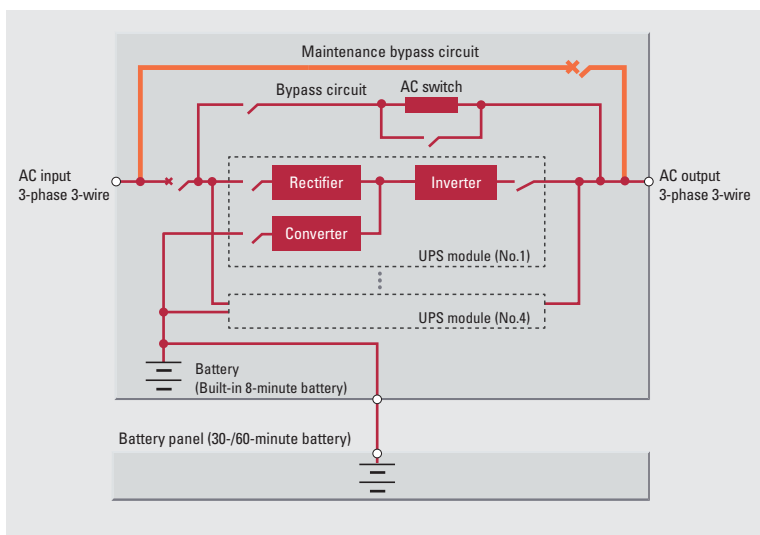 Maintenance bypass circuit
Bypass circuit
AC switch
AC input
3-phase 3-wire
AC output
3-phase 3-wire
Rectifier
Inverter
Converter
UPS module (No.1)
UPS module (No.4)
Battery
(Built-in 8-minute battery)
Battery panel (30-/60-minute battery)